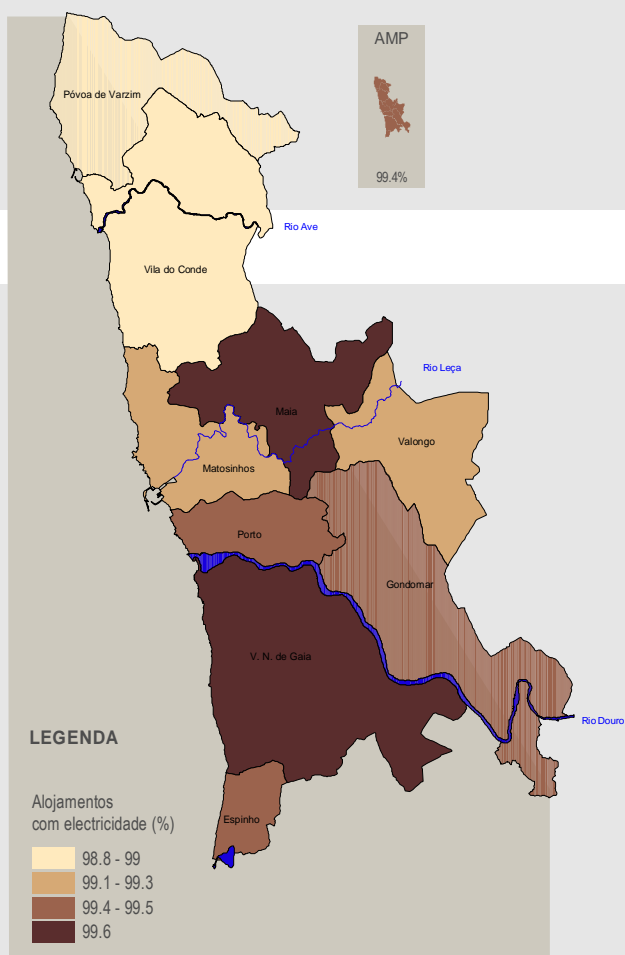 AMP
99.4%
Póvoa de Varzim
Rio Ave
Vila do Conde
Rio Leça
Maia
Valongo
Matosinhos
Porto
Gondomar
V. N. de Gaia
Rio Douro
Espinho
LEGENDA
Alojamentos
com electricidade (%)
98.8 - 99
99.1 - 99.3
99.4 - 99.5
99.6